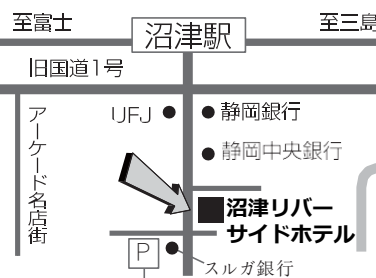 至富士
沼津駅
至三島
旧国道1号
アーケード名店街
UFJ
静岡銀行
静岡中央銀行
沼津リバー
サイドホテル
P
スルガ銀行